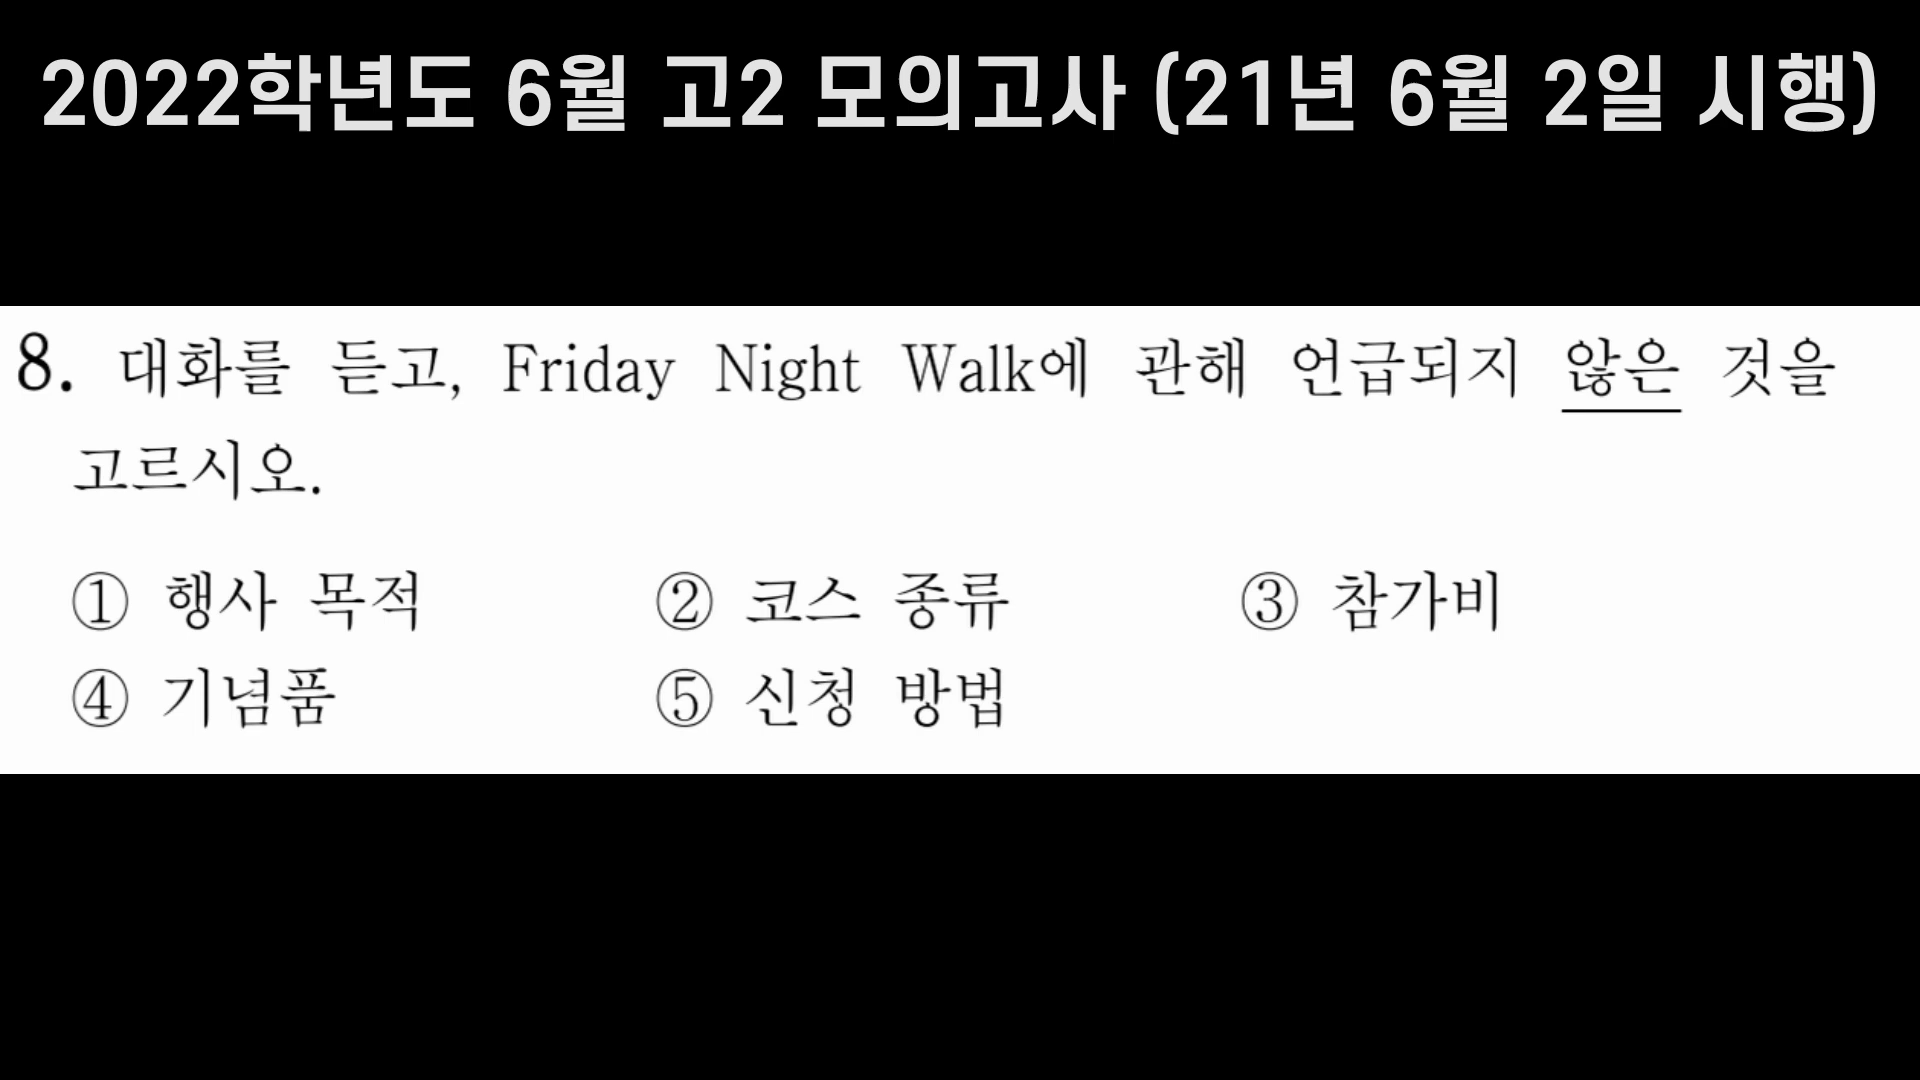 2022학년도 6월 고2 모의고사 (21년 6월 2일 시행)
8. 대화를 듣고, Friday Night Walk에 관해 언급되지 않은 것을
고르시오.
① 행사 목적 ② 코스 종류 ③ 참가비
④ 기념품 ⑤ 신청 방법